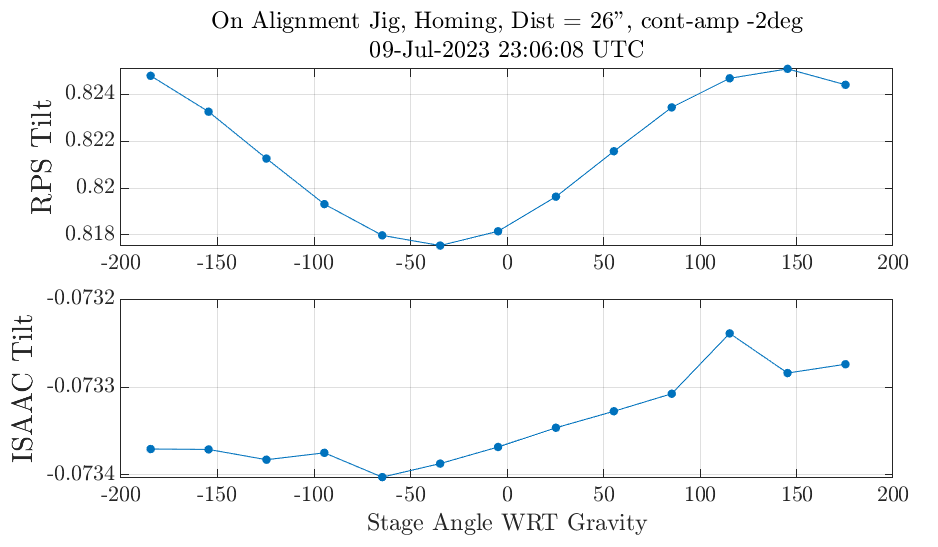 On Alignment Jig, Homing, Dist = 26”, cont-amp -2deg
09-Jul-2023 23:06:08 UTC
RPS Tilt
0.824
0.822
0.82
0.818
-200 -150 -100 -50 0 50 100 150 200
ISAAC Tilt
-0.0732
-0.0733
-0.0734
-200 -150 -100 -50 0 50 100 150 200
Stage Angle WRT Gravity